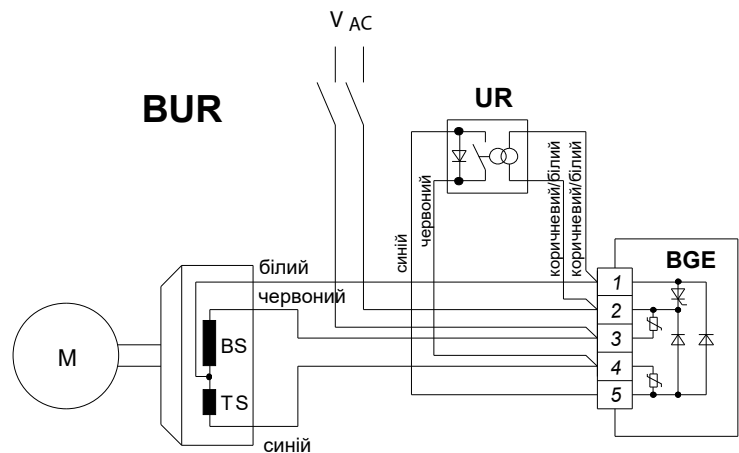 V AC
BUR
UR
синій
червоний
коричневий/білий
коричневий/білий
BGE
білий
червоний
1
2
3
4
5
M
BS
TS
синій